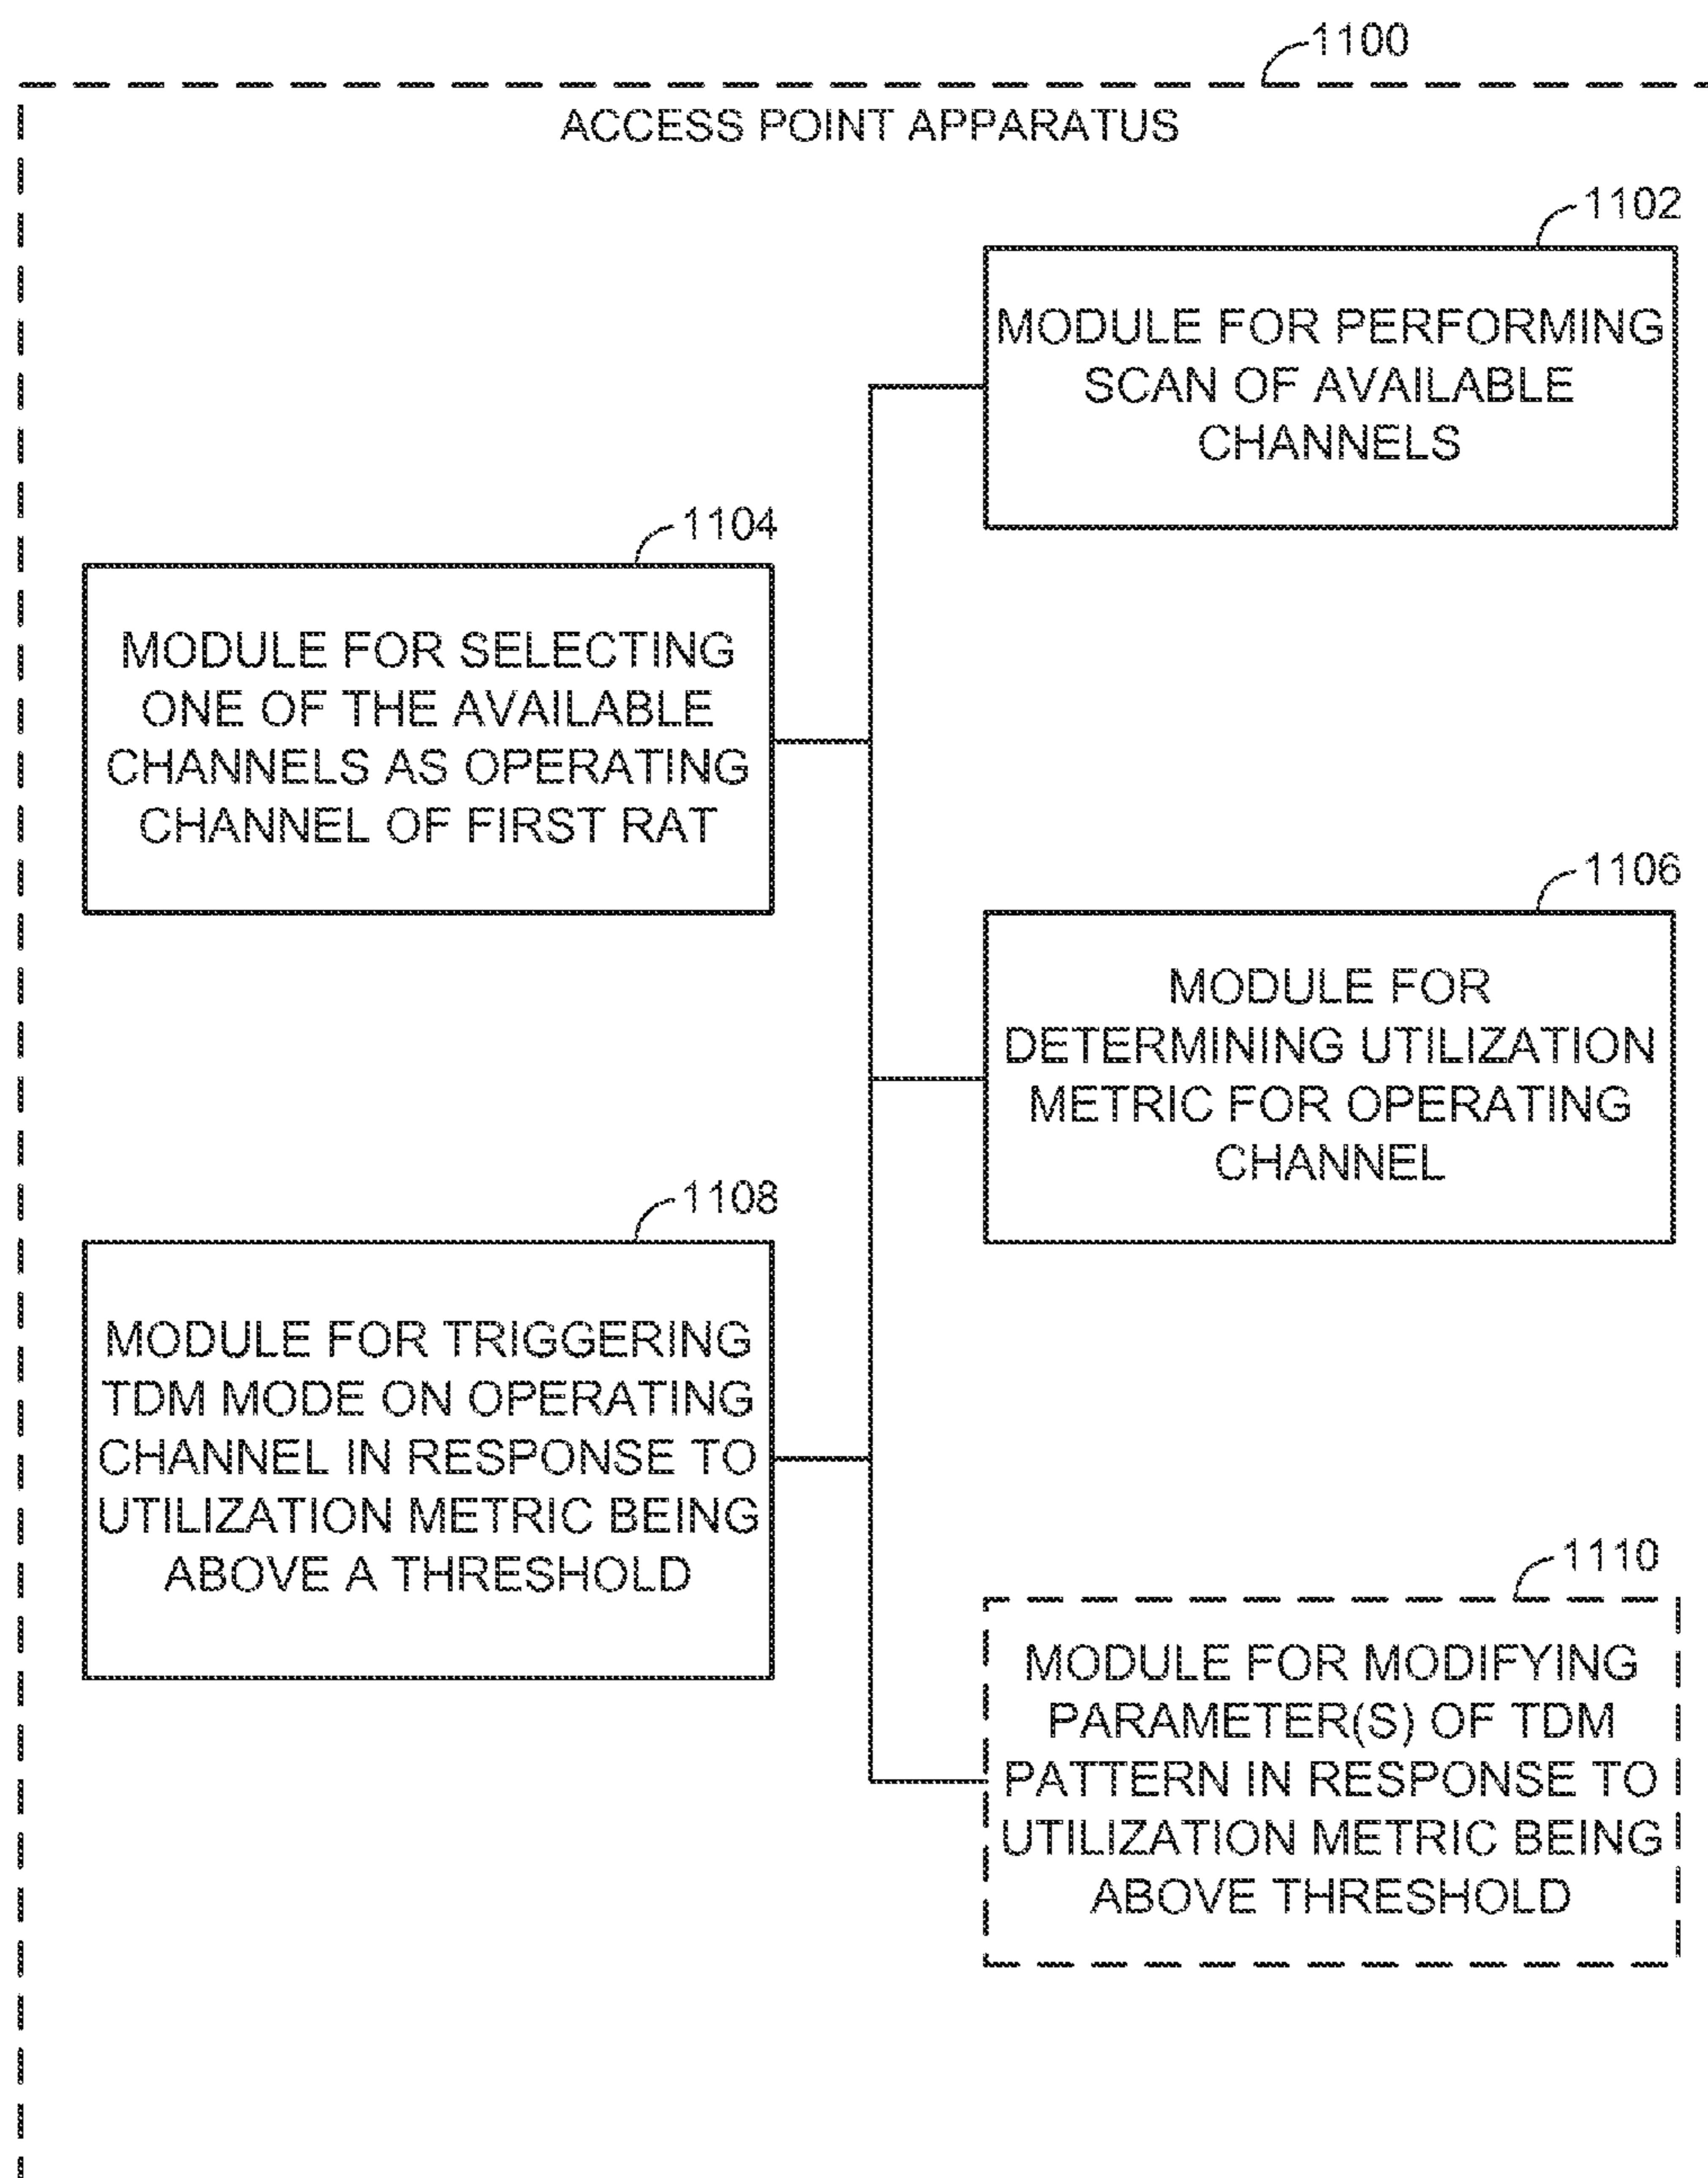 1100
ACCESS POINT APPARATUS
1102
MODULE FOR PERFORMING
SCAN OF AVAILABLE
CHANNELS
1104
MODULE FOR SELECTING
ONE OF THE AVAILABLE
CHANNELS AS OPERATING
CHANNEL OF FIRST RAT
1106
MODULE FOR
DETERMINING UTILIZATION
METRIC FOR OPERATING
CHANNEL
1108
MODULE FOR TRIGGERING
TDM MODE ON OPERATING
CHANNEL IN RESPONSE TO
UTILIZATION METRIC BEING
ABOVE A THRESHOLD
1110
MODULE FOR MODIFYING
PARAMETER(S) OF TDM
PATTERN IN RESPONSE TO
UTILIZATION METRIC BEING
ABOVE THRESHOLD